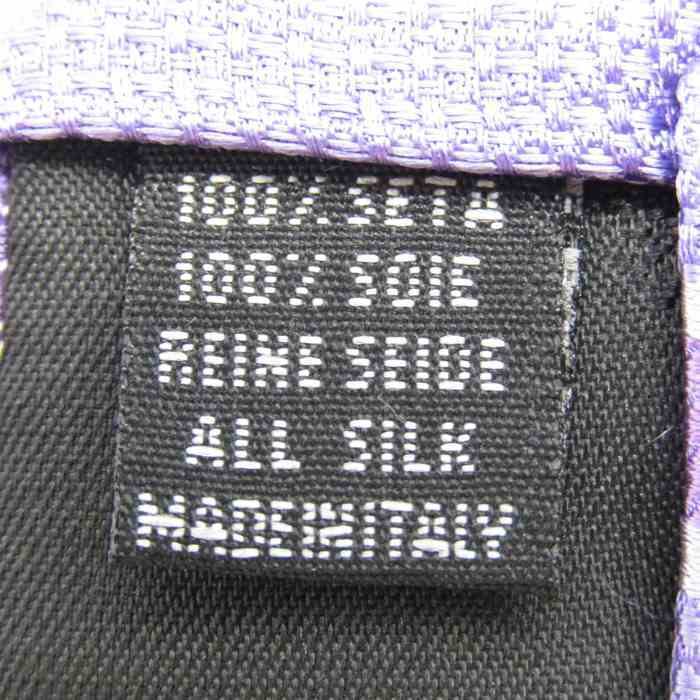 100% SETA
100% SOIE
REINE SEIDE
ALL SILK
MADE IN ITALY